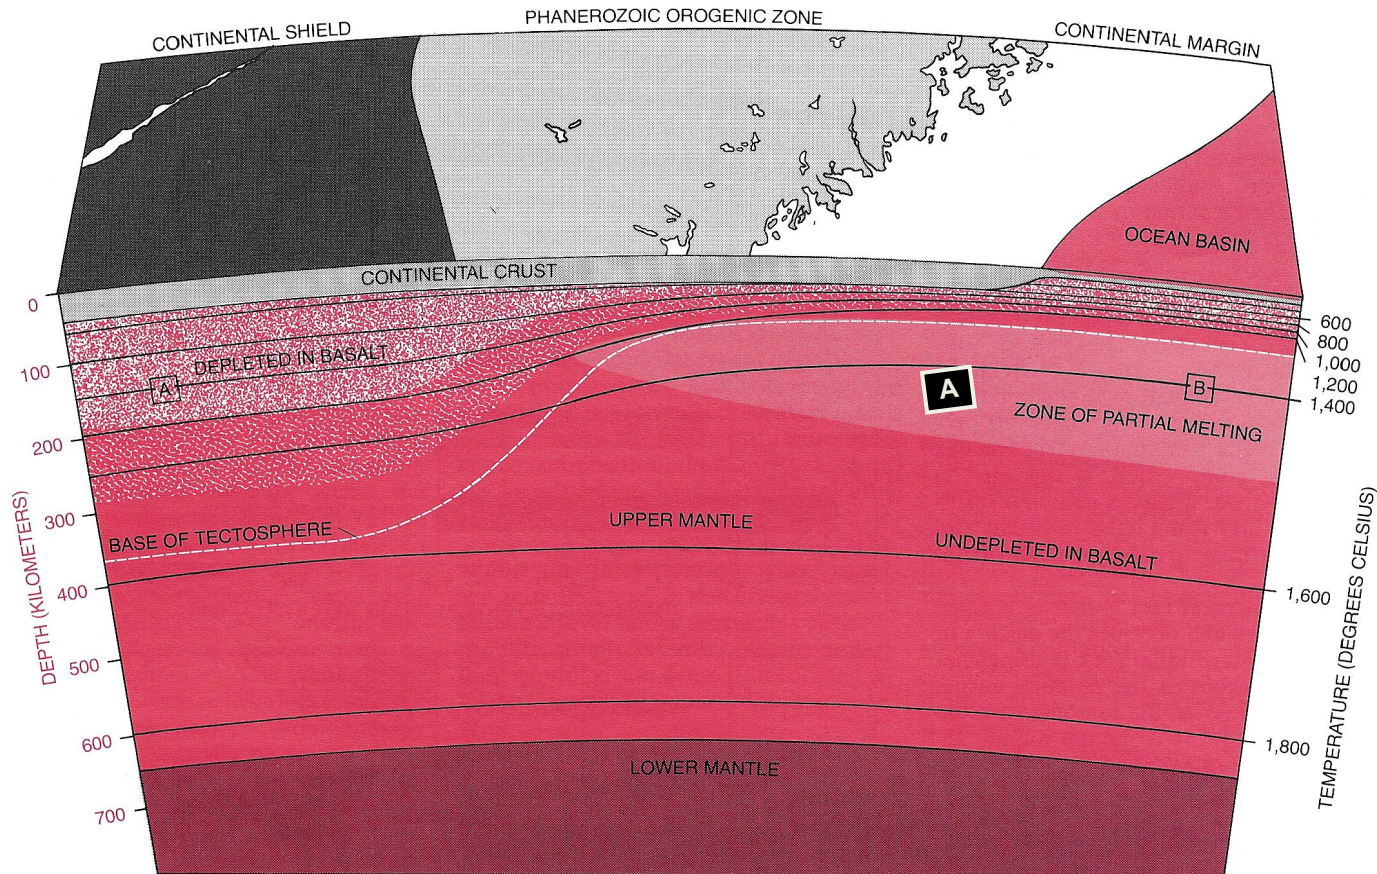 PHANEROZOIC OROGENIC ZONE
CONTINENTAL SHIELD
CONTINENTAL MARGIN
OCEAN BASIN
CONTINENTAL CRUST
0
100
200
300
400
500
600
700
DEPTH (KILOMETERS)
600
800
1,000
1,200
1,400
1,600
1,800
TEMPERATURE (DEGREES CELSIUS)
DEPLETED IN BASALT
A
A
B
ZONE OF PARTIAL MELTING
BASE OF TECTOSPHERE
UPPER MANTLE
UNDEPLETED IN BASALT
LOWER MANTLE